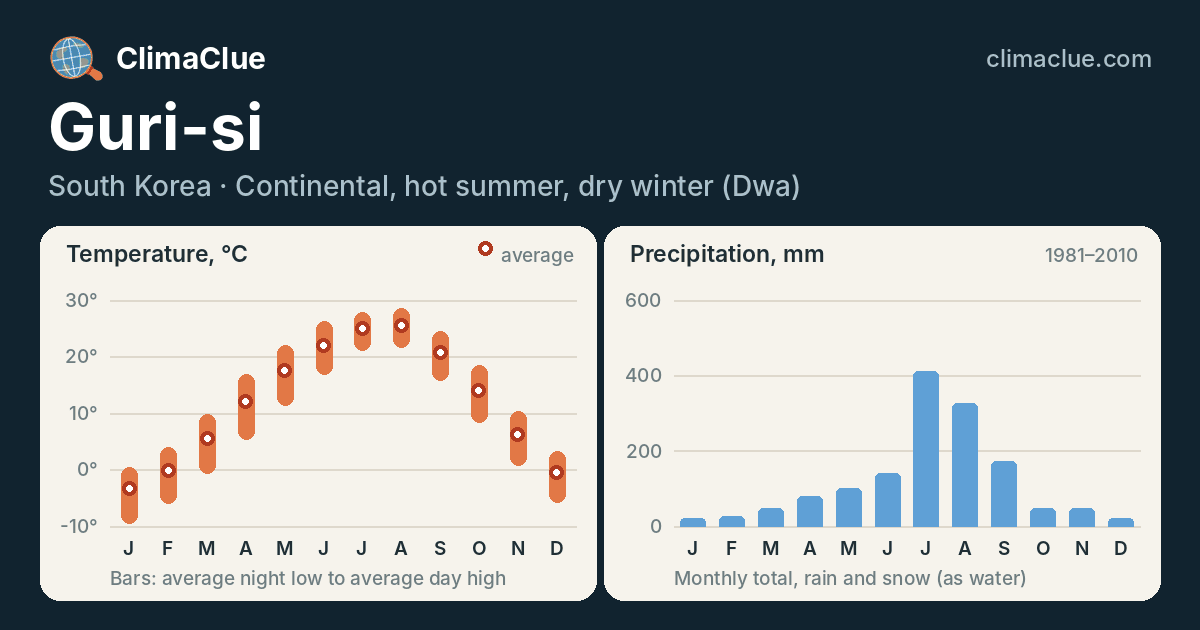 ClimaClue
climaclue.com
Guri-si
South Korea · Continental, hot summer, dry winter (Dwa)
Temperature, °C
average
30°
20°
10°
0°
-10°
J F M A M J J A S O N D
Bars: average night low to average day high
Precipitation, mm
1981–2010
600
400
200
0
J F M A M J J A S O N D
Monthly total, rain and snow (as water)